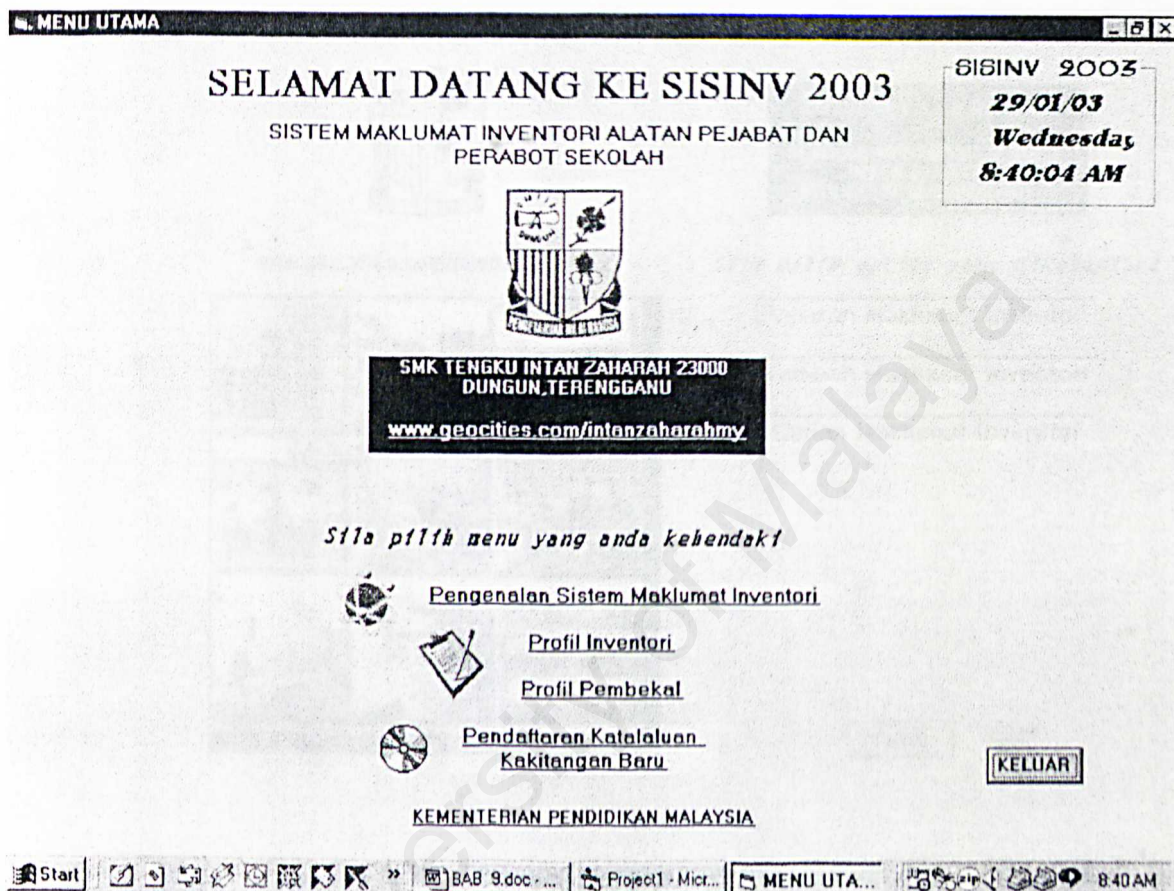 MENU UTAMA
SELAMAT DATANG KE SISINV 2003
SISTEM MAKLUMAT INVENTORI ALATAN PEJABAT DAN
PERABOT SEKOLAH
SISINV 2003
29/01/03
Wednesday
8:40:04 AM
SMK TENGKU INTAN ZAHARAH 23000
DUNGUN,TERENGGANU
www.geocities.com/intanzaharahmy
Sila pilih menu yang anda kehendaki
Pengenalan Sistem Maklumat Inventori
Profil Inventori
Profil Pembekal
Pendaftaran Katalaluan
Kakitangan Baru
KELUAR
KEMENTERIAN PENDIDIKAN MALAYSIA
Start
BAB 9.doc - ...
Project1 - Micr...
MENU UTA...
8:40 AM
ersity of Malaya